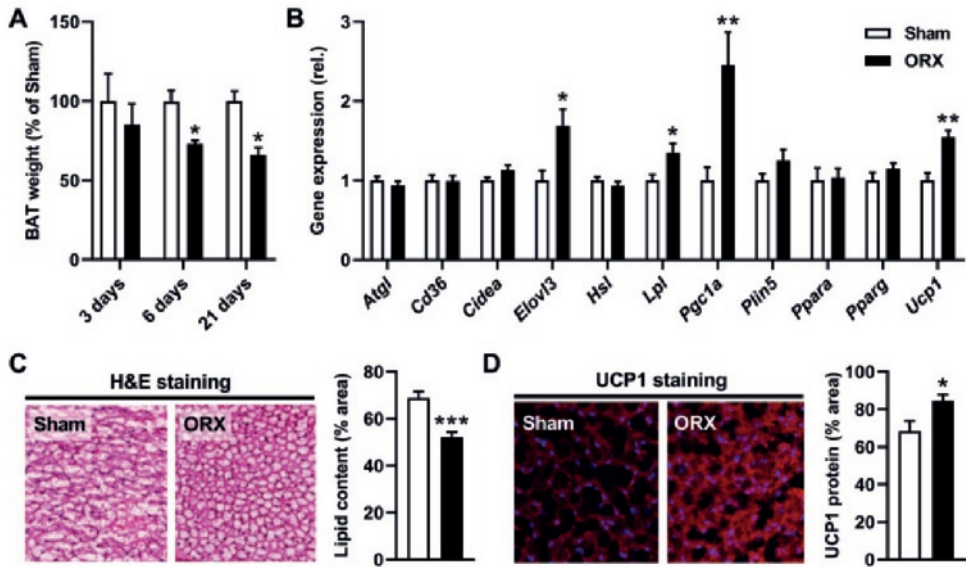 A
BAT weight (% of Sham)
150
100
50
0
3 days
6 days
21 days
*
*
B
Gene expression (rel.)
3
2
1
0
*
*
**
**
Sham
ORX
Atgl
Cd36
Cidea
Elovl3
Hsl
Lpl
Pgc1a
Plin5
Ppara
Pparg
Ucp1
C
H&E staining
Sham
ORX
Lipid content (% area)
80
60
40
20
0
***
D
UCP1 staining
Sham
ORX
UCP1 protein (% area)
100
80
60
40
20
0
*